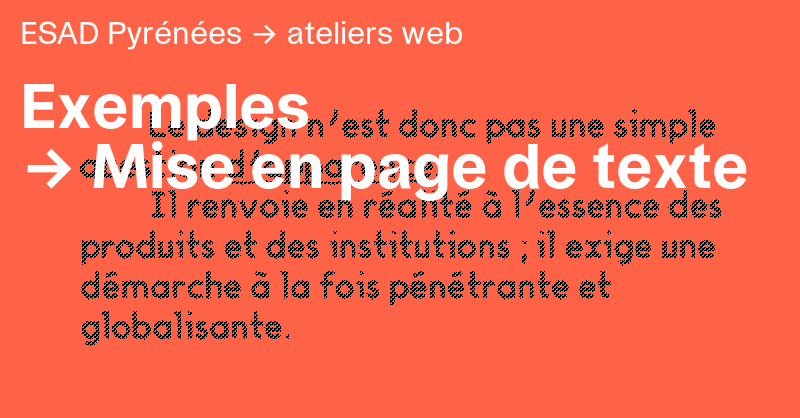 ESAD Pyrénées → ateliers web
Exemples
→ Mise en page de texte
Le design n’est donc pas une simple
Il renvoie en réalité à l’essence des
produits et des institutions ; il exige une
démarche à la fois pénétrante et
globalisante.